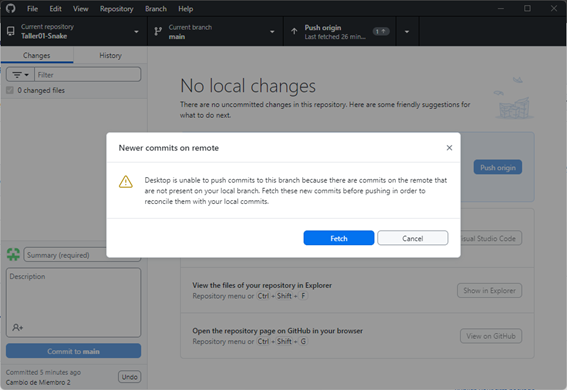 File Edit View Repository Branch Help
Current repository
Taller01-Snake
Current branch
main
Push origin
Last fetched 26 min...
1
Changes
History
Filter
0 changed files
No local changes
There are no uncommitted changes in this repository. Here are some friendly suggestions for
what to do next.
Push origin
Newer commits on remote
Desktop is unable to push commits to this branch because there are commits on the remote that
are not present on your local branch. Fetch these new commits before pushing in order to
reconcile them with your local commits.
Fetch
Cancel
Visual Studio Code
View the files of your repository in Explorer
Repository menu or Ctrl + Shift + F
Show in Explorer
Open the repository page on GitHub in your browser
Repository menu or Ctrl + Shift + G
View on GitHub
Summary (required)
Description
Commit to main
Committed 5 minutes ago
Cambio de Miembro 2
Undo